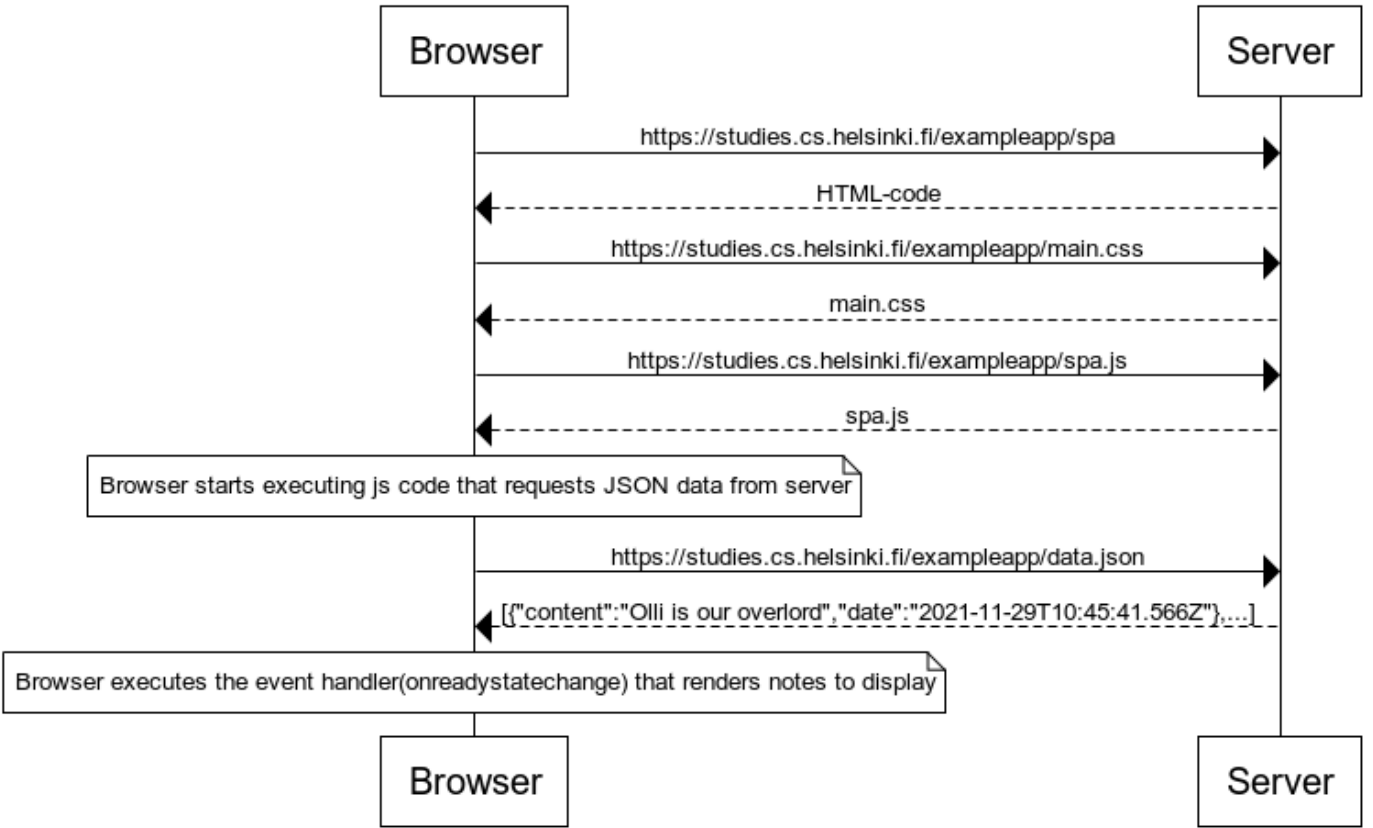 Browser
Server
https://studies.cs.helsinki.fi/exampleapp/spa
HTML-code
https://studies.cs.helsinki.fi/exampleapp/main.css
main.css
https://studies.cs.helsinki.fi/exampleapp/spa.js
spa.js
Browser starts executing js code that requests JSON data from server
https://studies.cs.helsinki.fi/exampleapp/data.json
[{"content":"Olli is our overlord","date":"2021-11-29T10:45:41.566Z"},...]
Browser executes the event handler(onreadystatechange) that renders notes to display
Browser
Server